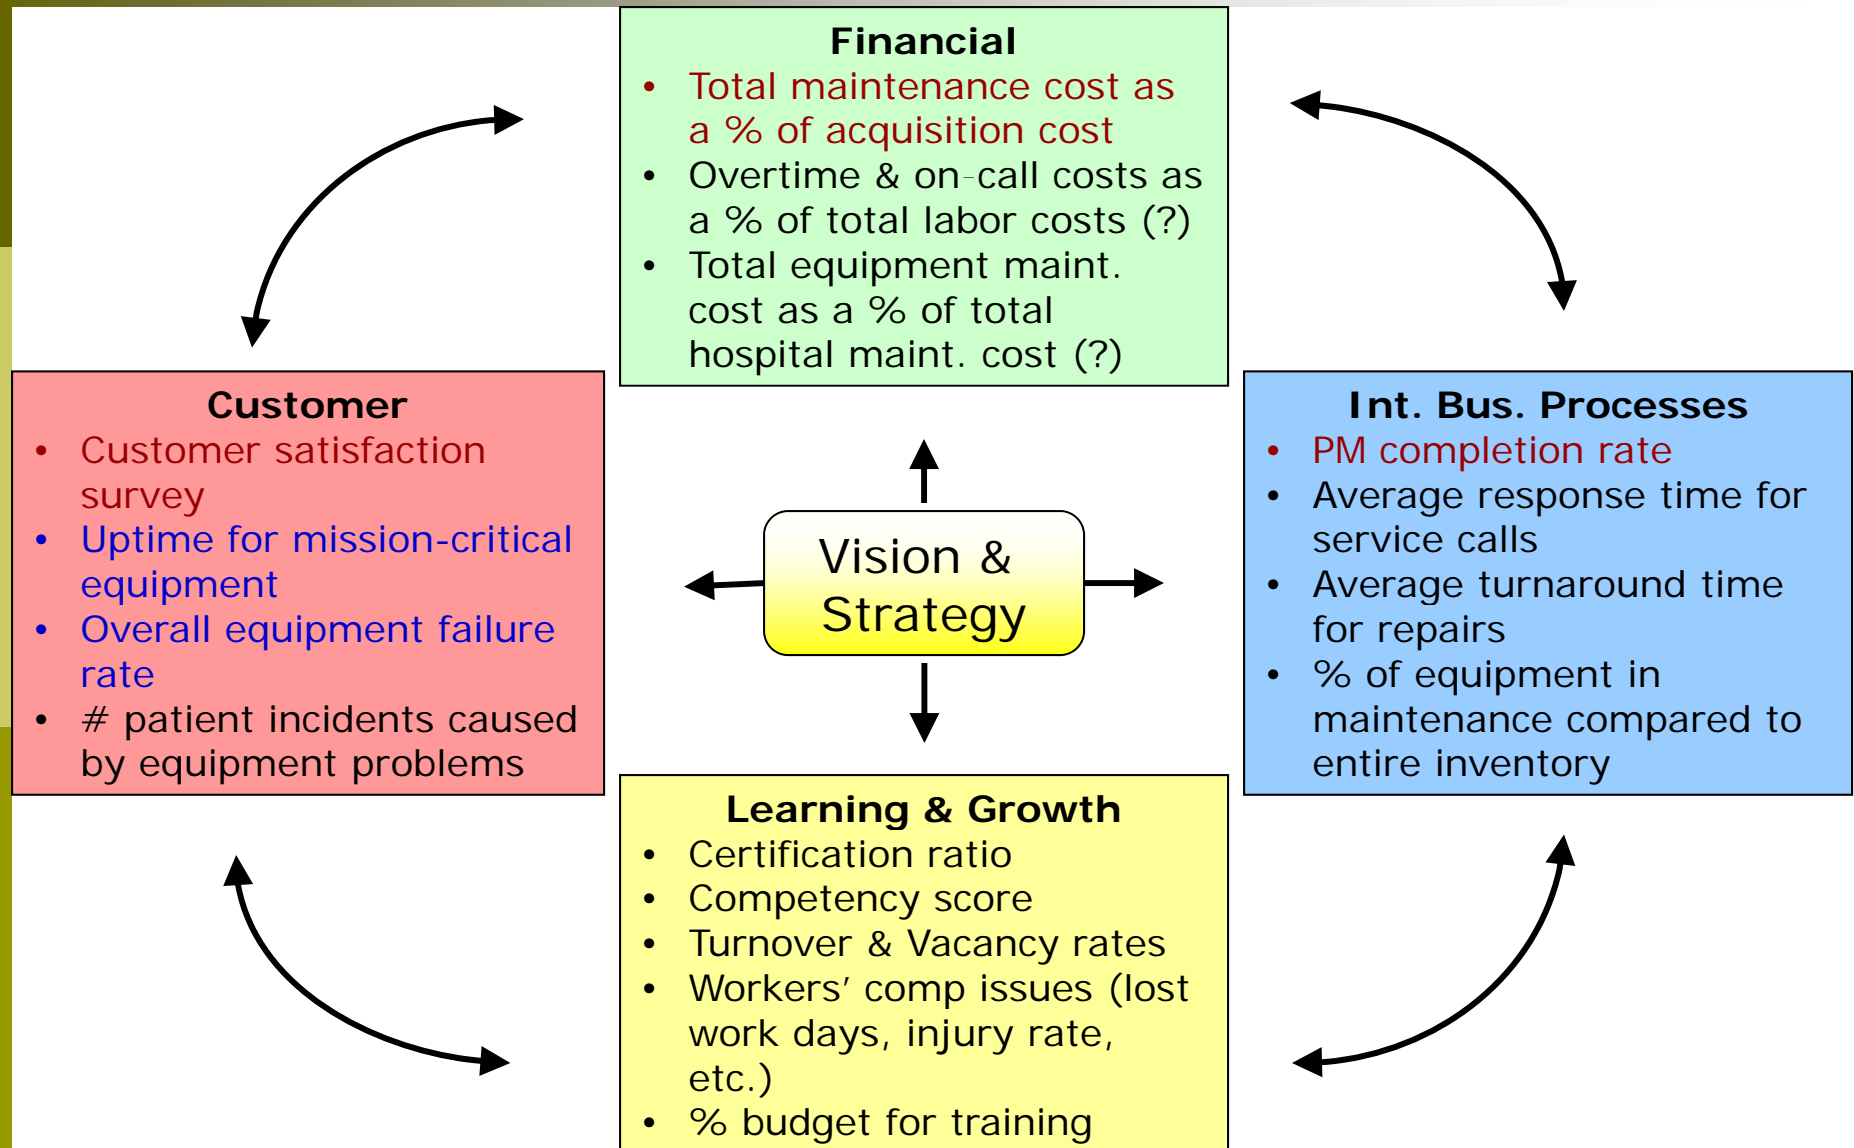 Financial
• Total maintenance cost as
a % of acquisition cost
• Overtime & on-call costs as
a % of total labor costs (?)
• Total equipment maint.
cost as a % of total
hospital maint. cost (?)
Customer
• Customer satisfaction
survey
• Uptime for mission-critical
equipment
• Overall equipment failure
rate
• # patient incidents caused
by equipment problems
Vision &
Strategy
Int. Bus. Processes
• PM completion rate
• Average response time for
service calls
• Average turnaround time
for repairs
• % of equipment in
maintenance compared to
entire inventory
Learning & Growth
• Certification ratio
• Competency score
• Turnover & Vacancy rates
• Workers’ comp issues (lost
work days, injury rate,
etc.)
• % budget for training